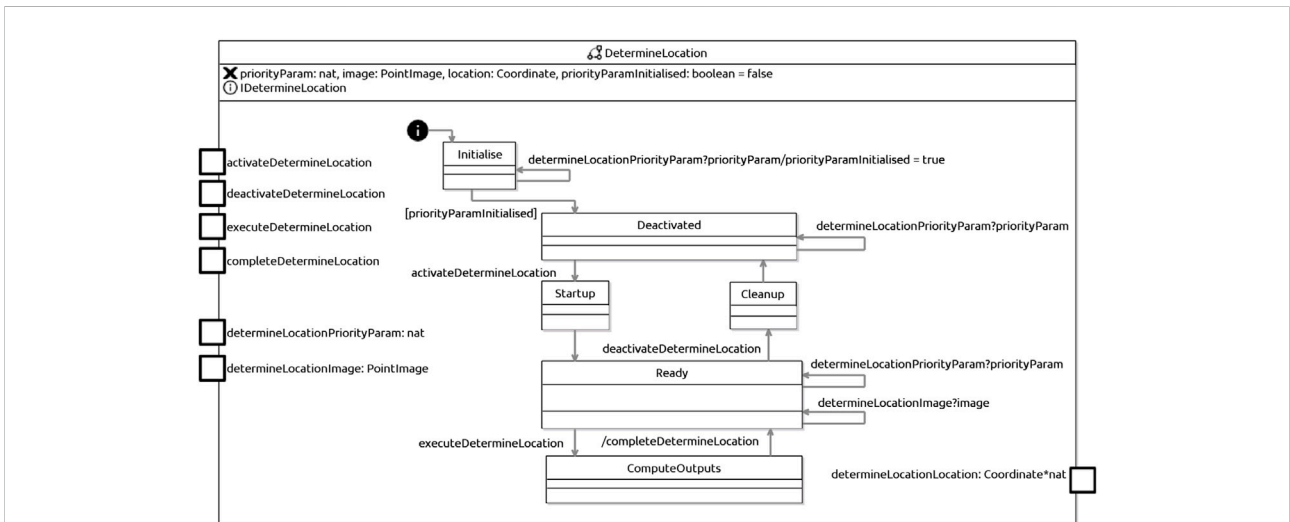 DetermineLocation
priorityParam: nat, image: PointImage, location: Coordinate, priorityParamInitialised: boolean = false
IDetermineLocation
i
Initialise
determineLocationPriorityParam?priorityParam/priorityParamInitialised = true
activateDetermineLocation
deactivateDetermineLocation
executeDetermineLocation
completeDetermineLocation
[priorityParamInitialised]
Deactivated
determineLocationPriorityParam?priorityParam
activateDetermineLocation
Startup
Cleanup
determineLocationPriorityParam: nat
determineLocationImage: PointImage
deactivateDetermineLocation
Ready
determineLocationPriorityParam?priorityParam
determineLocationImage?image
executeDetermineLocation
/completeDetermineLocation
ComputeOutputs
determineLocationLocation: Coordinate*nat